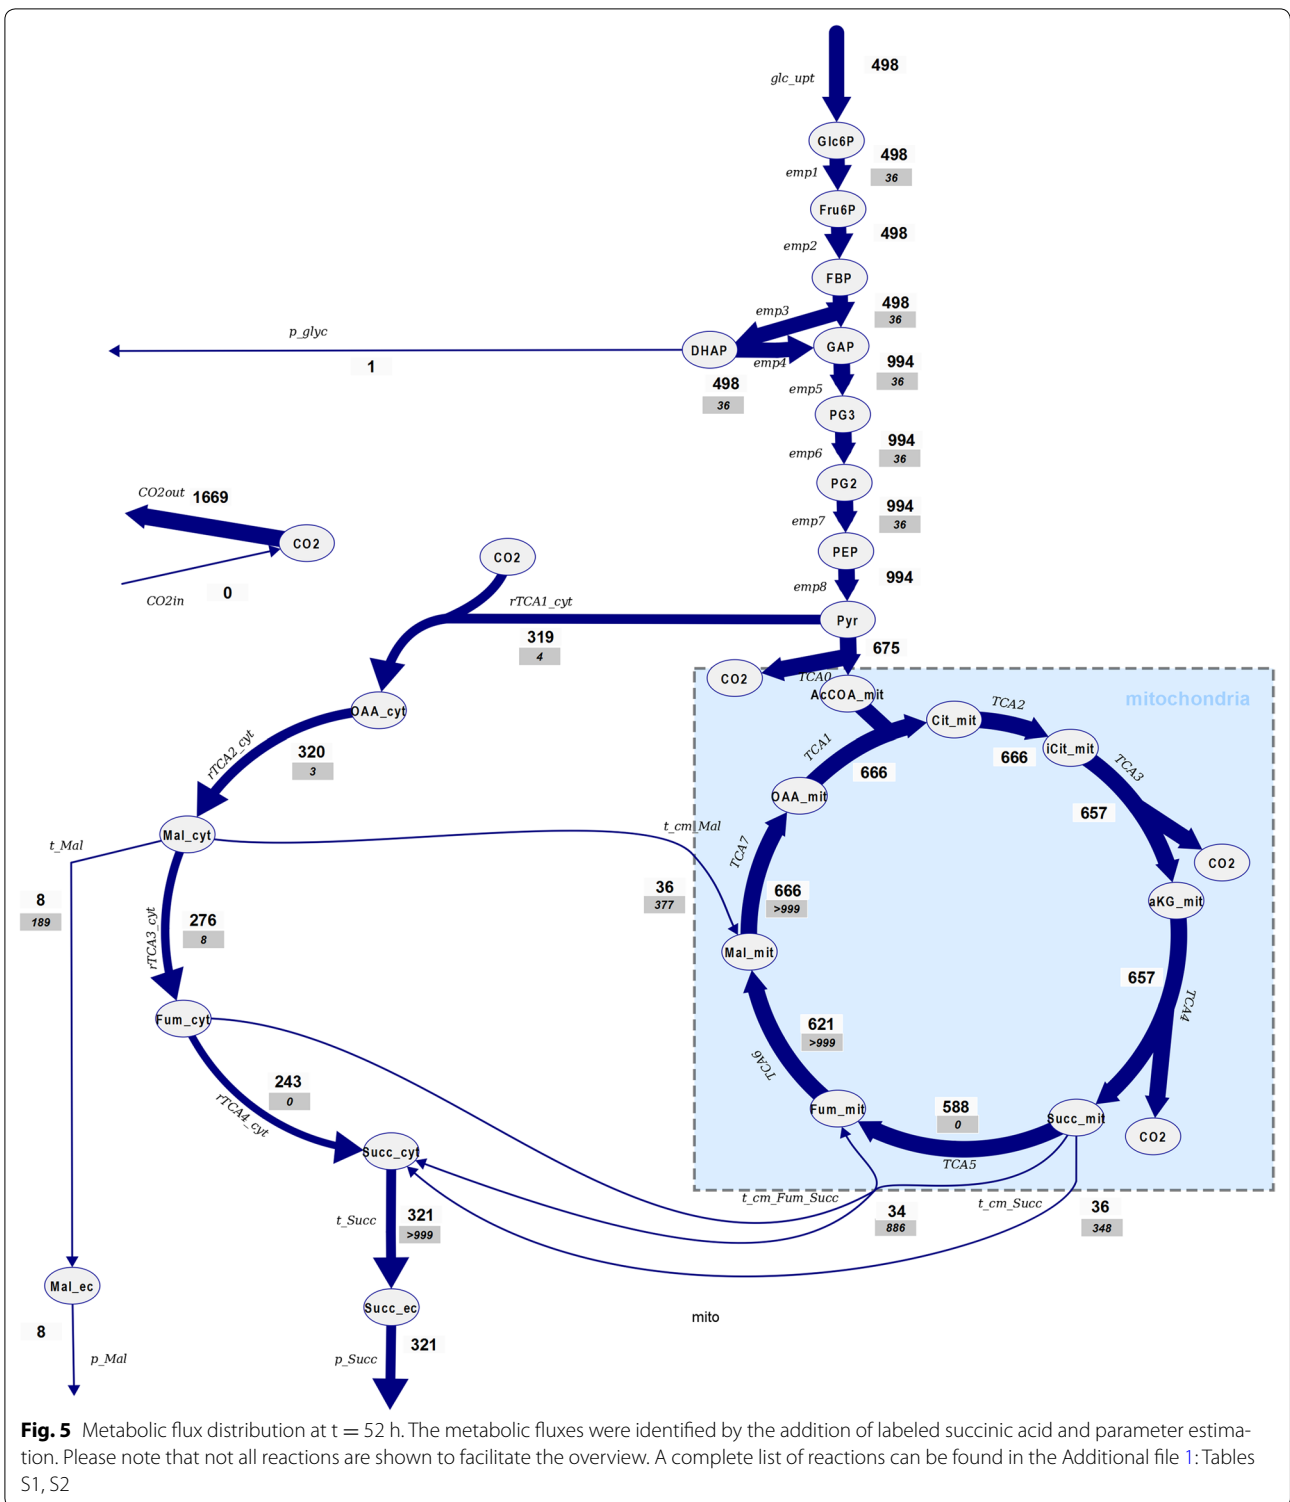 glc_upt
498
Glc6P
498
emp1
36
Fru6P
498
emp2
FBP
498
emp3
36
p_glyc
DHAP
GAP
1
emp4
994
498
36
emp5
36
PG3
994
emp6
36
PG2
CO2out 1669
994
emp7
36
CO2
CO2
PEP
994
emp8
0
CO2in
rTCA1_cyt
Pyr
319
4
675
CO2
TCA0
AcCOA_mit
mitochondria
OAA_cyt
Cit_mit
TCA2
rTCA2_cyt
320
3
TCA1
666
666
iCit_mit
TCA3
OAA_mit
657
Mal_cyt
t_cm_Mal
t_Mal
TCA7
CO2
36
377
666
>999
8
189
aKG_mit
rTCA3_cyt
276
8
Mal_mit
657
TCA4
Fum_cyt
621
>999
TCA6
243
0
rTCA4_cyt
Fum_mit
588
0
Succ_mit
CO2
Succ_cyt
TCA5
t_cm_Fum_Succ
t_cm_Succ
34
886
36
348
t_Succ
321
>999
Mal_ec
Succ_ec
mito
8
321
p_Mal
p_Succ
Fig. 5 Metabolic flux distribution at t = 52 h. The metabolic fluxes were identified by the addition of labeled succinic acid and parameter estima-
tion. Please note that not all reactions are shown to facilitate the overview. A complete list of reactions can be found in the Additional file 1: Tables
S1, S2